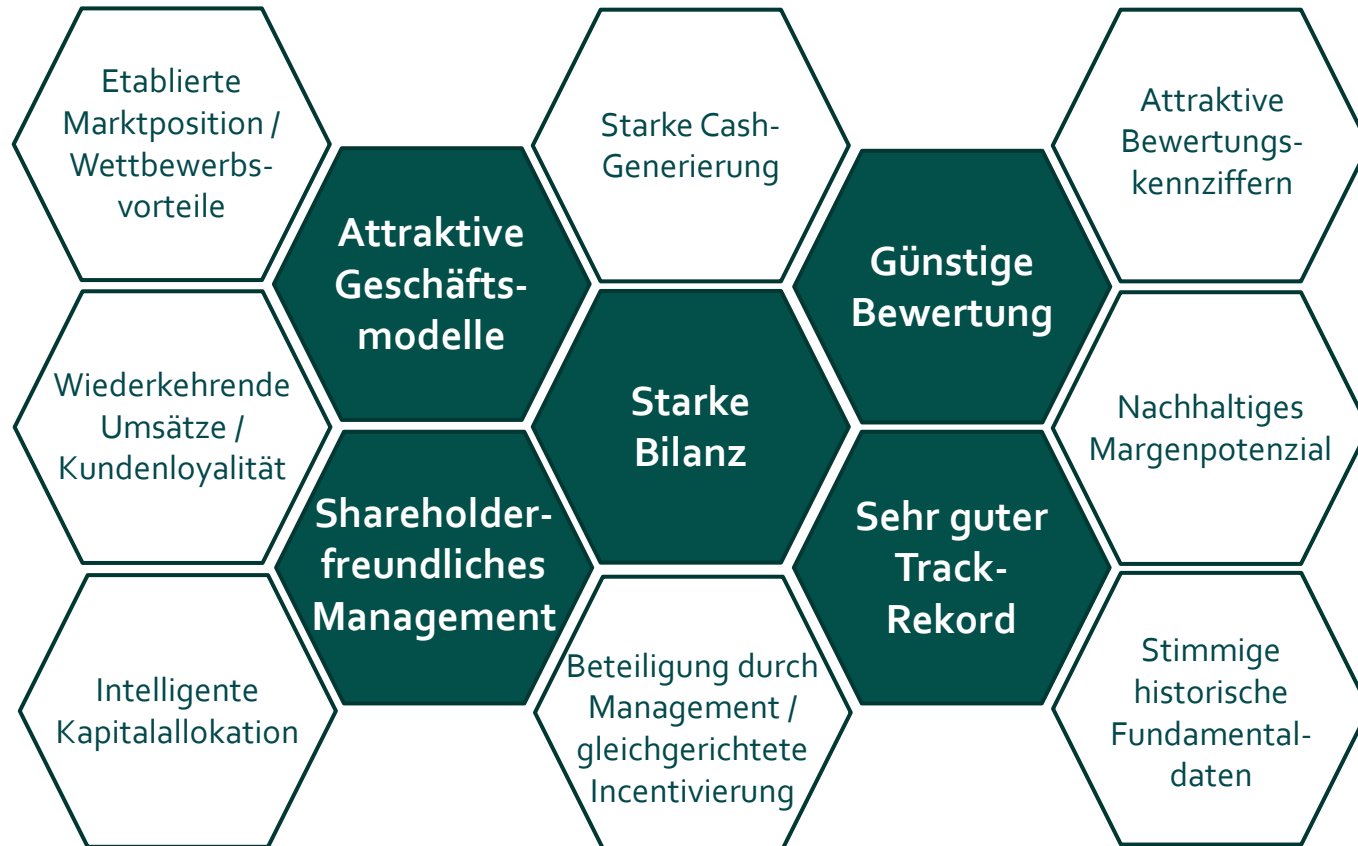 Etablierte
Marktposition /
Wettbewerbs-
vorteile
Starke Cash-
Generierung
Attraktive
Bewertungs-
kennziffern
Attraktive
Geschäfts-
modelle
Günstige
Bewertung
Wiederkehrende
Umsätze /
Kundenloyalität
Starke
Bilanz
Nachhaltiges
Margenpotenzial
Shareholder-
freundliches
Management
Sehr guter
Track-
Rekord
Intelligente
Kapitalallokation
Beteiligung durch
Management /
gleichgerichtete
Incentivierung
Stimmige
historische
Fundamental-
daten